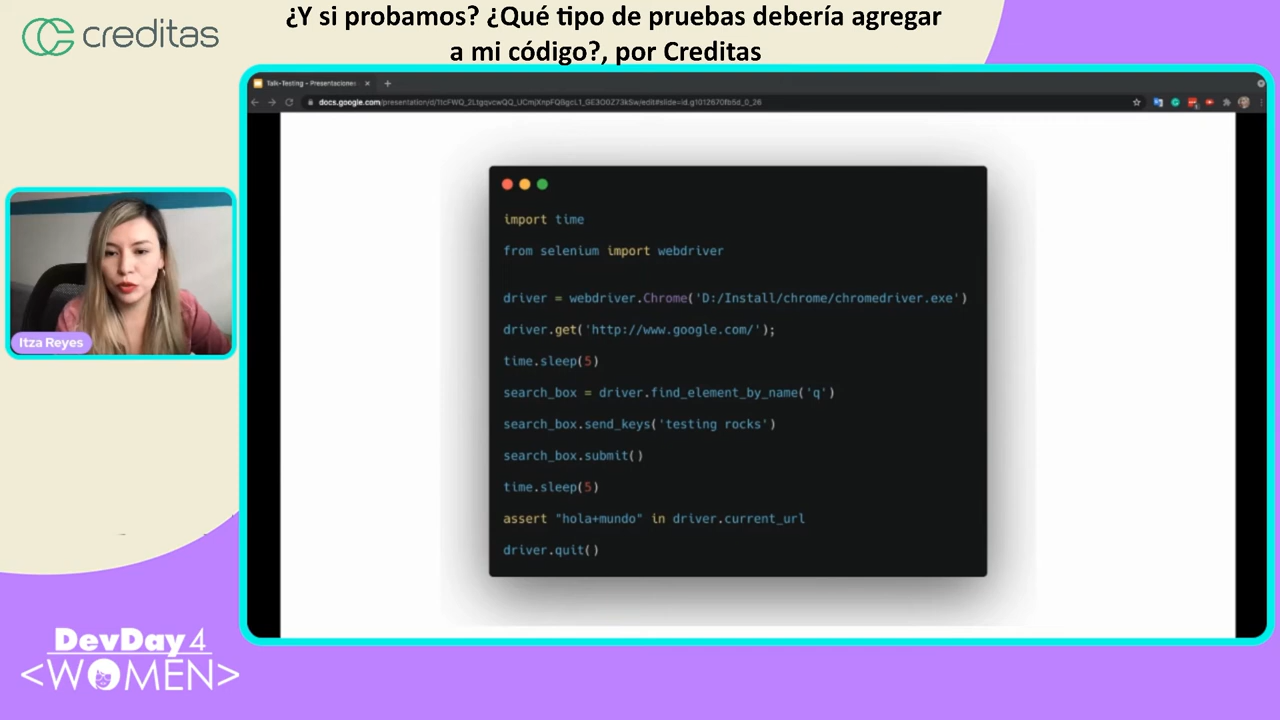 creditas
¿Y si probamos? ¿Qué tipo de pruebas debería agregar
a mi código?, por Creditas
Talk-Testing - Presentaciones
import time
from selenium import webdriver
driver = webdriver.Chrome('D:/Install/chrome/chromedriver.exe')
driver.get('http://www.google.com/');
time.sleep(5)
search_box = driver.find_element_by_name('q')
search_box.send_keys('testing rocks')
search_box.submit()
time.sleep(5)
assert "hola+mundo" in driver.current_url
driver.quit()
Itza Reyes
DevDay4
<WOMEN>